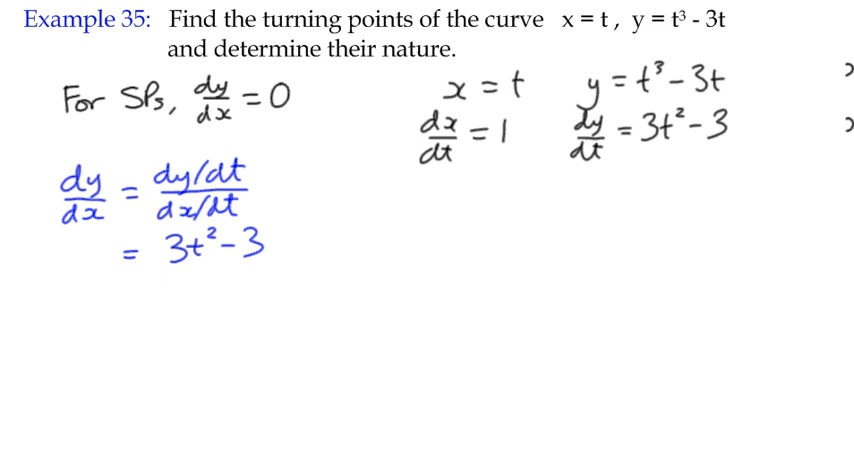 Example 35: Find the turning points of the curve x = t , y = t³ - 3t
and determine their nature.
For SPs, dy/dx = 0
x = t y = t³ - 3t
dx/dt = 1 dy/dt = 3t² - 3
dy/dx = (dy/dt)/(dx/dt)
= 3t² - 3